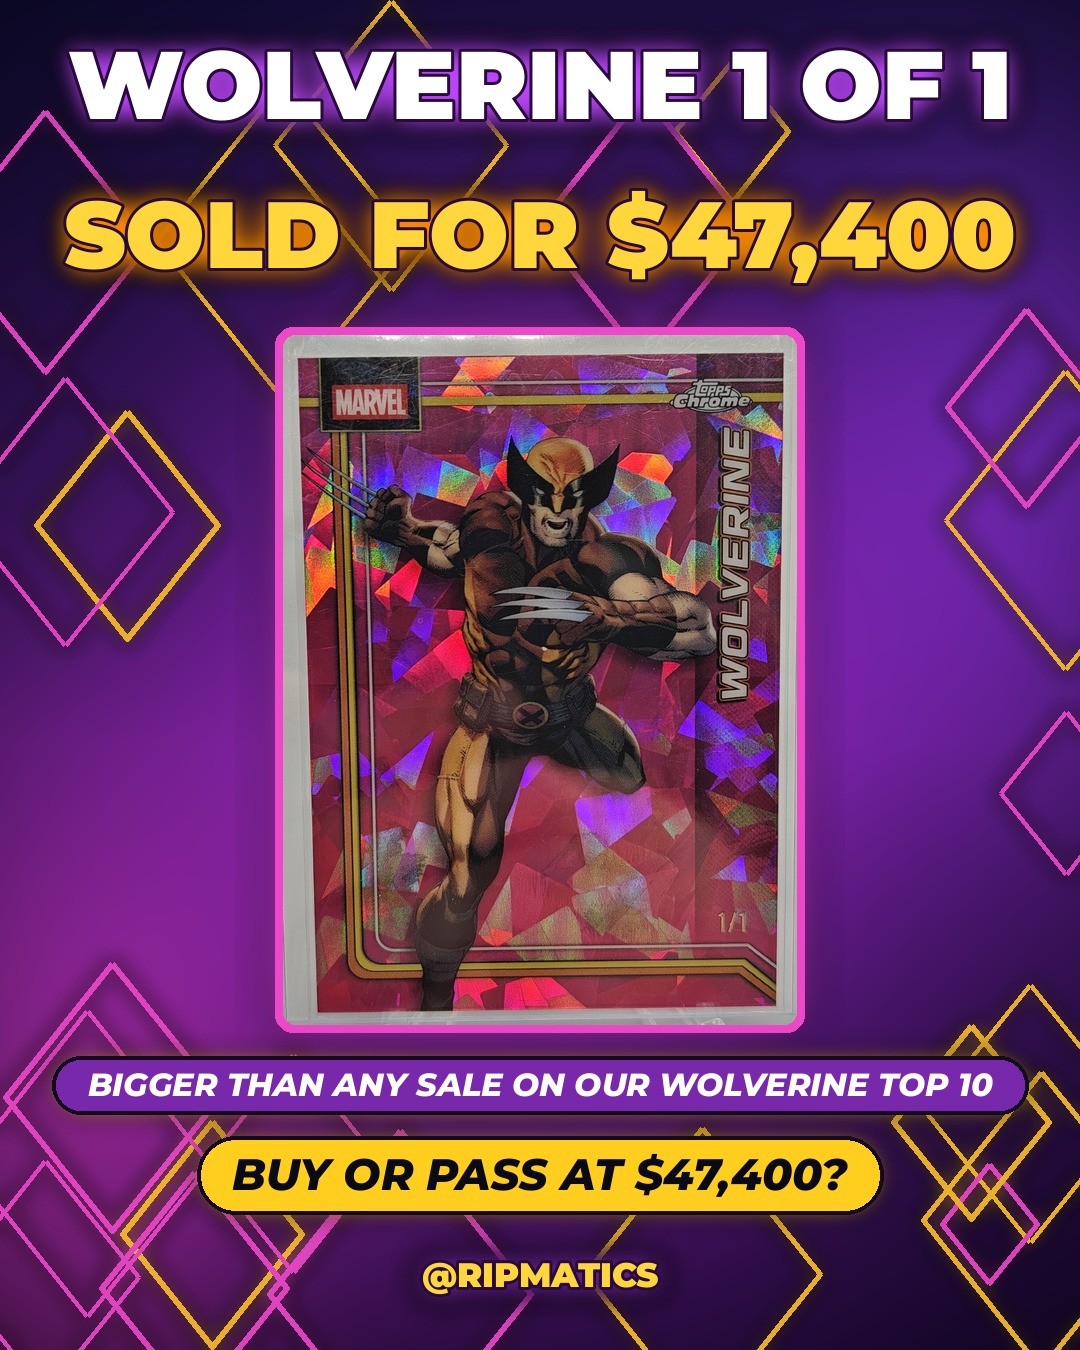 WOLVERINE 1 OF 1
SOLD FOR $47,400
MARVEL
Topps
Chrome
WOLVERINE
1/1
BIGGER THAN ANY SALE ON OUR WOLVERINE TOP 10
BUY OR PASS AT $47,400?
@RIPMATICS